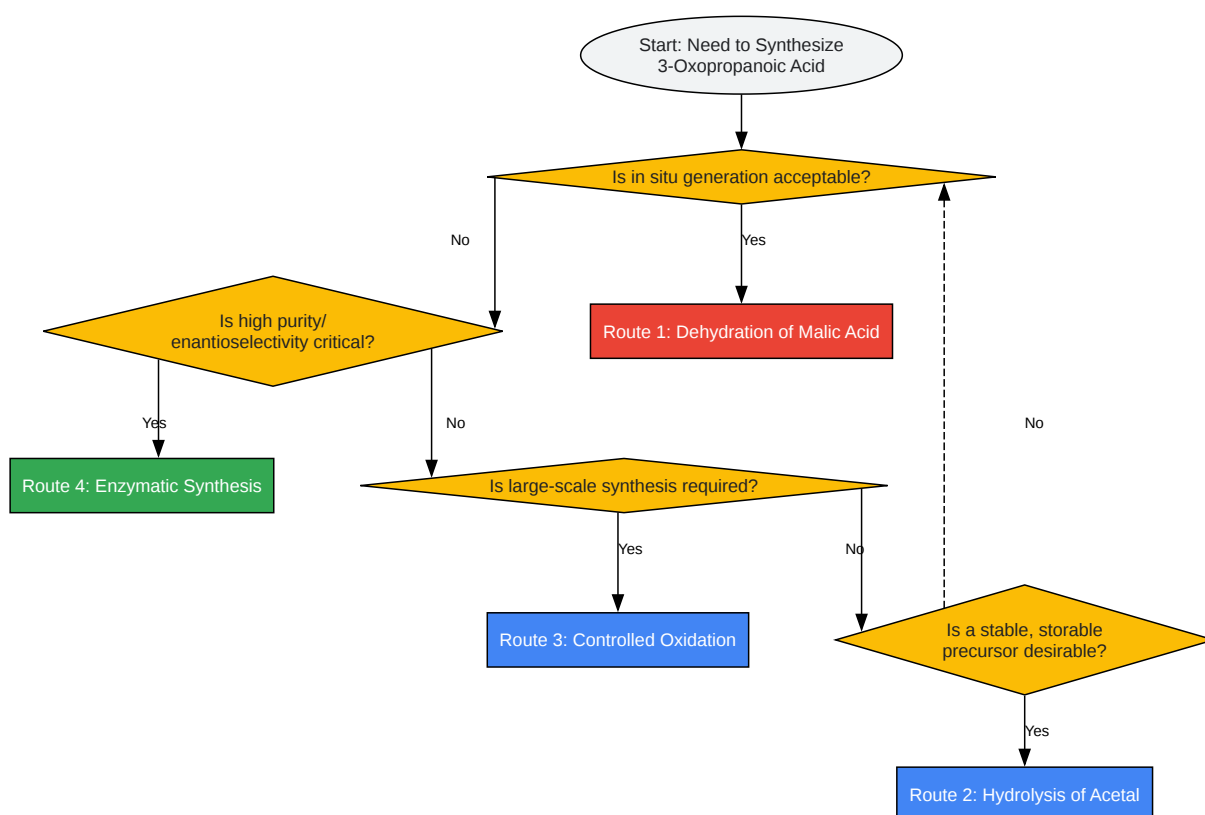 Start: Need to Synthesize
3-Oxopropanoic Acid
Is in situ generation acceptable?
No
Yes
Is high purity/
enantioselectivity critical?
Route 1: Dehydration of Malic Acid
Yes
No
No
Route 4: Enzymatic Synthesis
Is large-scale synthesis required?
Yes
No
Route 3: Controlled Oxidation
Is a stable, storable
precursor desirable?
Yes
Route 2: Hydrolysis of Acetal